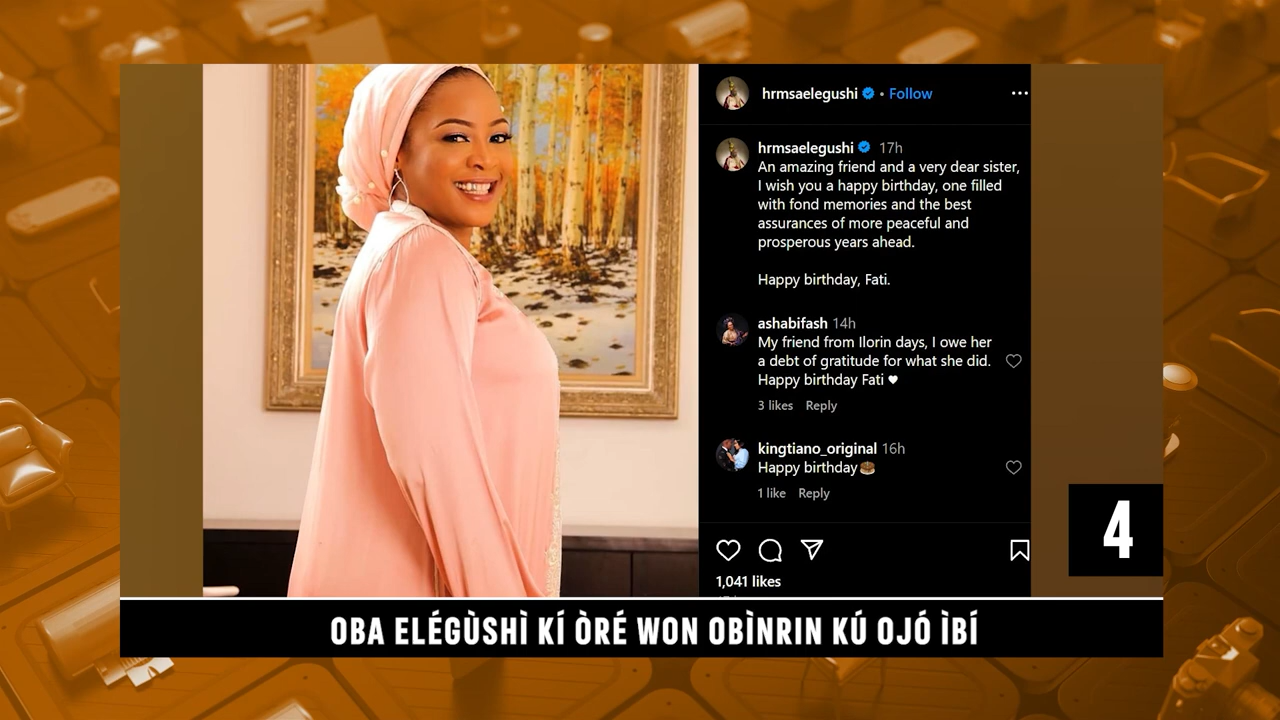 hrmsaelegushi • Follow
hrmsaelegushi 17h
An amazing friend and a very dear sister,
I wish you a happy birthday, one filled
with fond memories and the best
assurances of more peaceful and
prosperous years ahead.
Happy birthday, Fati.
ashabifash 14h
My friend from Ilorin days, I owe her
a debt of gratitude for what she did.
Happy birthday Fati 🤍
3 likes Reply
kingtiano_original 16h
Happy birthday🎂
1 like Reply
1,041 likes
4
OBA ELÉGÙSHÌ KÍ ÒRÉ WON OBÌNRIN KÚ OJÓ ÌBÍ